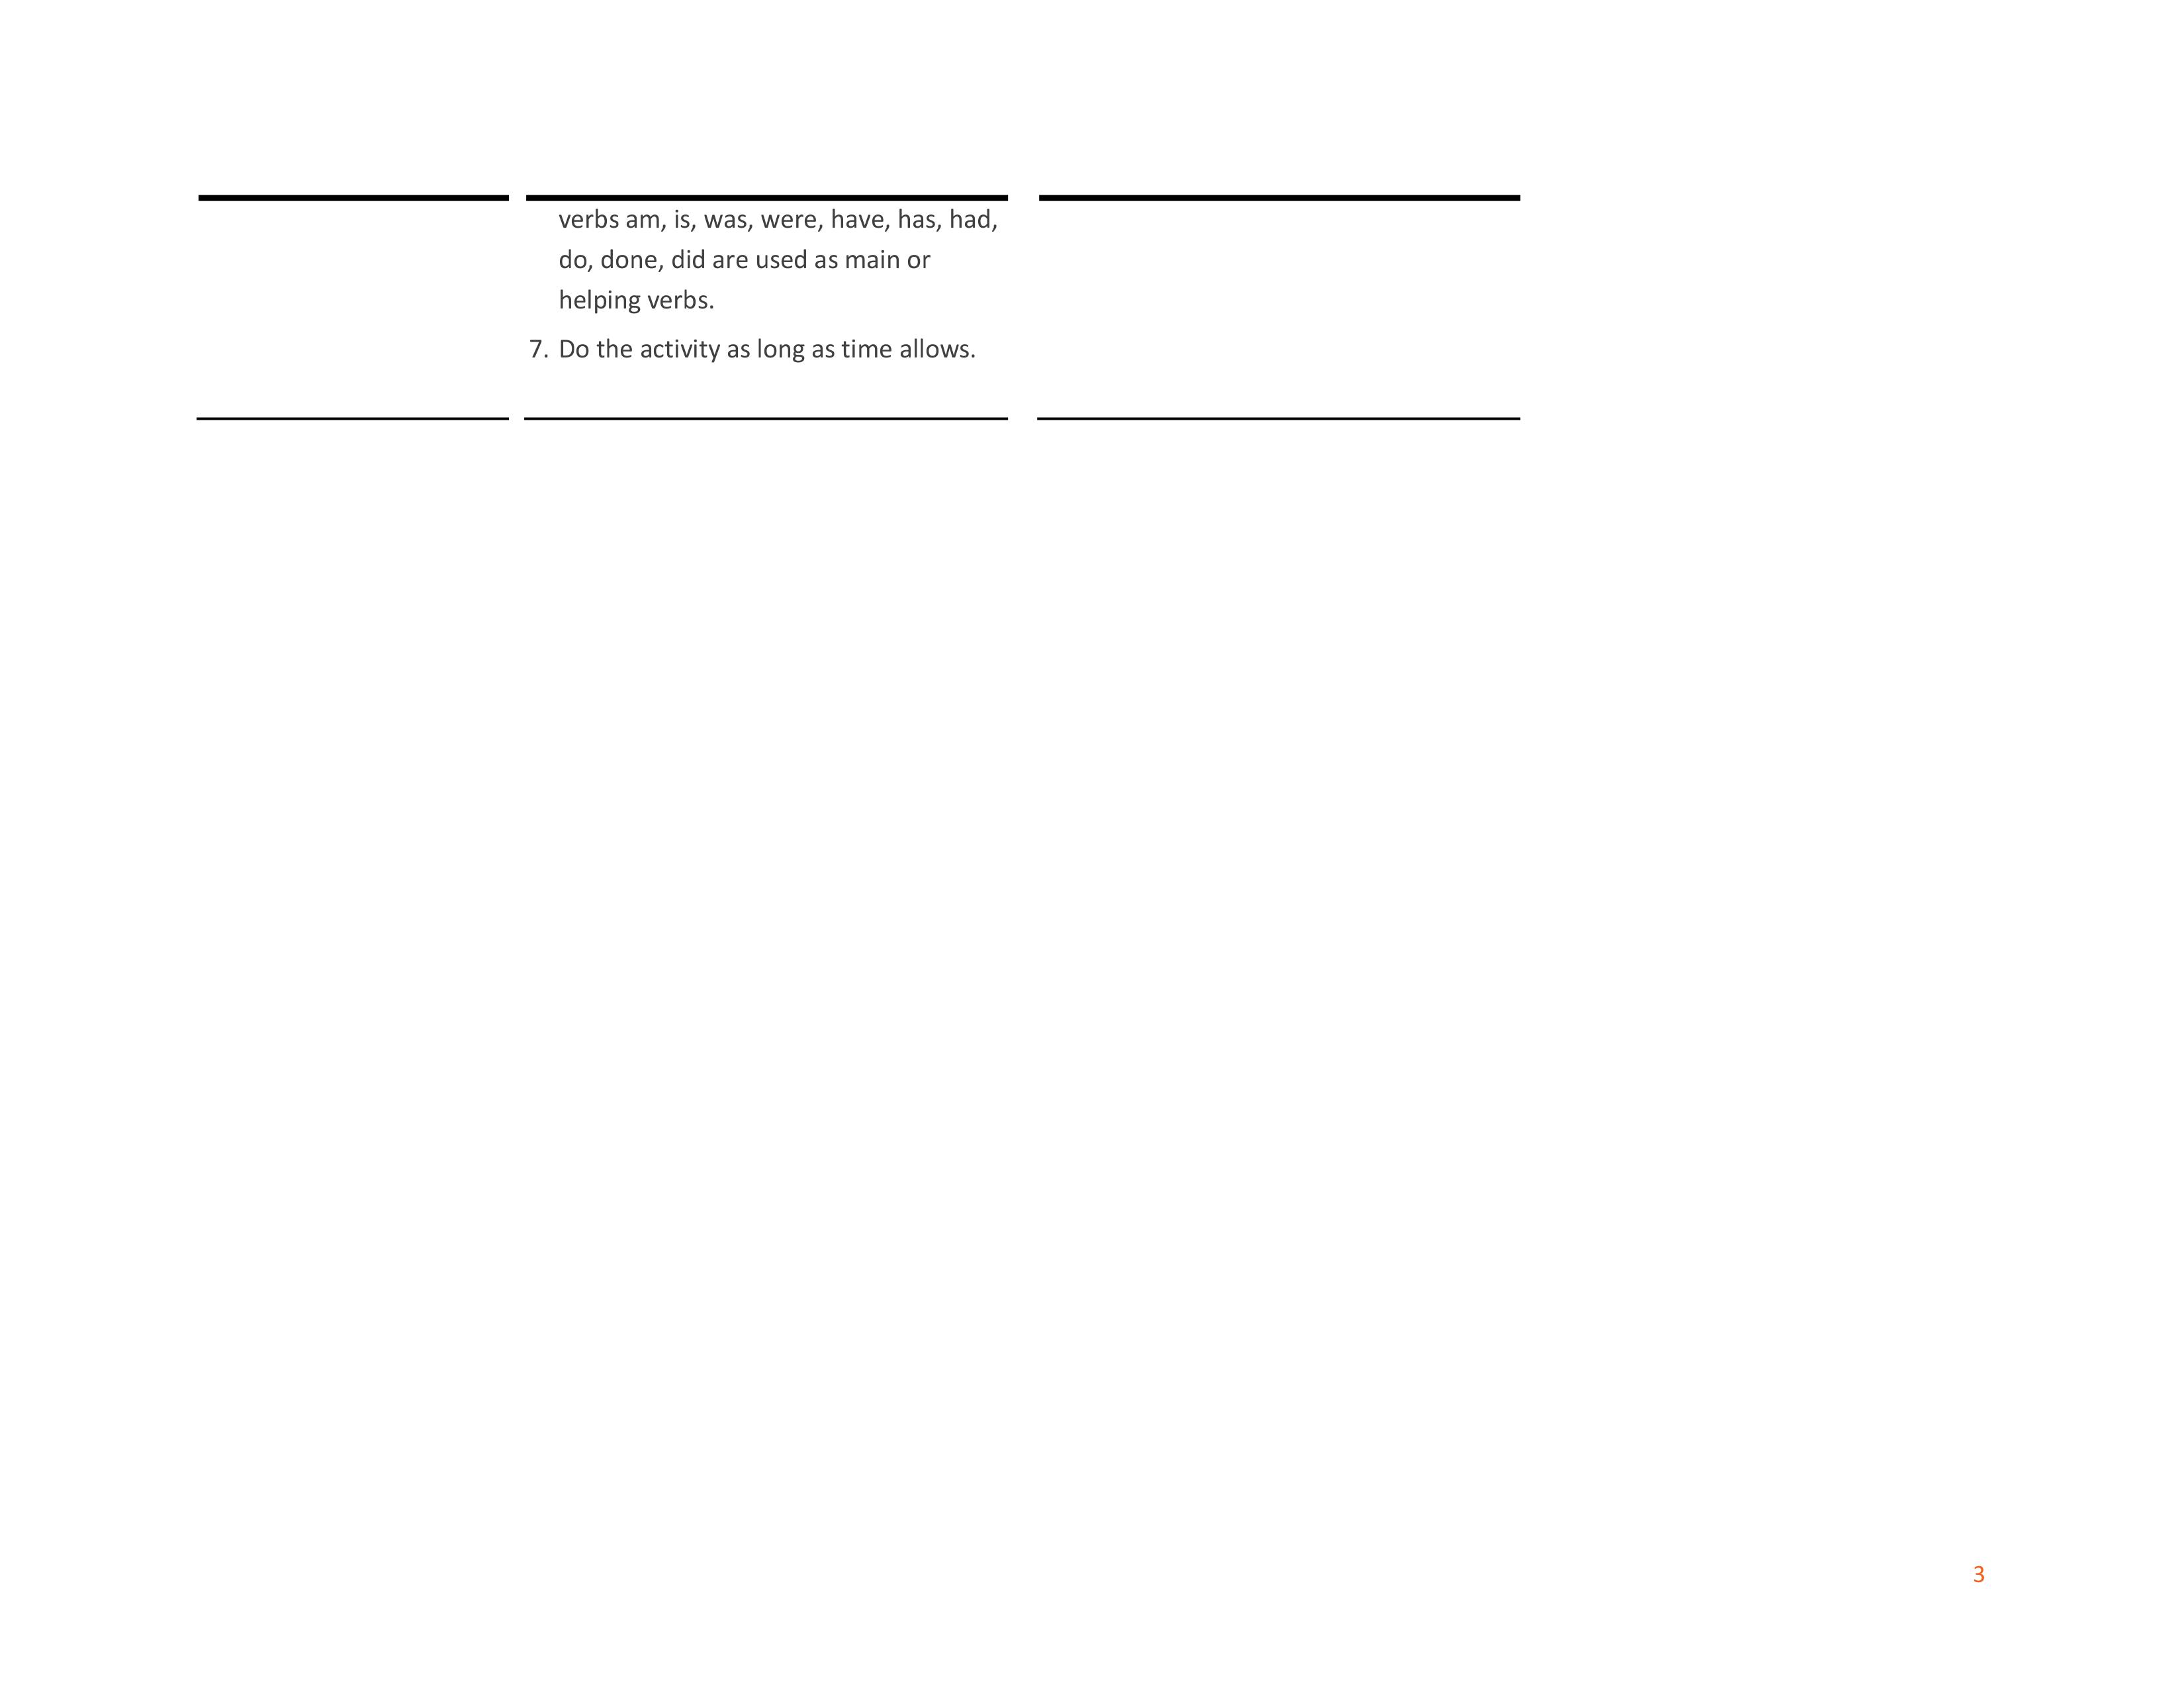 verbs am, is, was, were, have, has, had,
do, done, did are used as main or
helping verbs.
7. Do the activity as long as time allows.
3